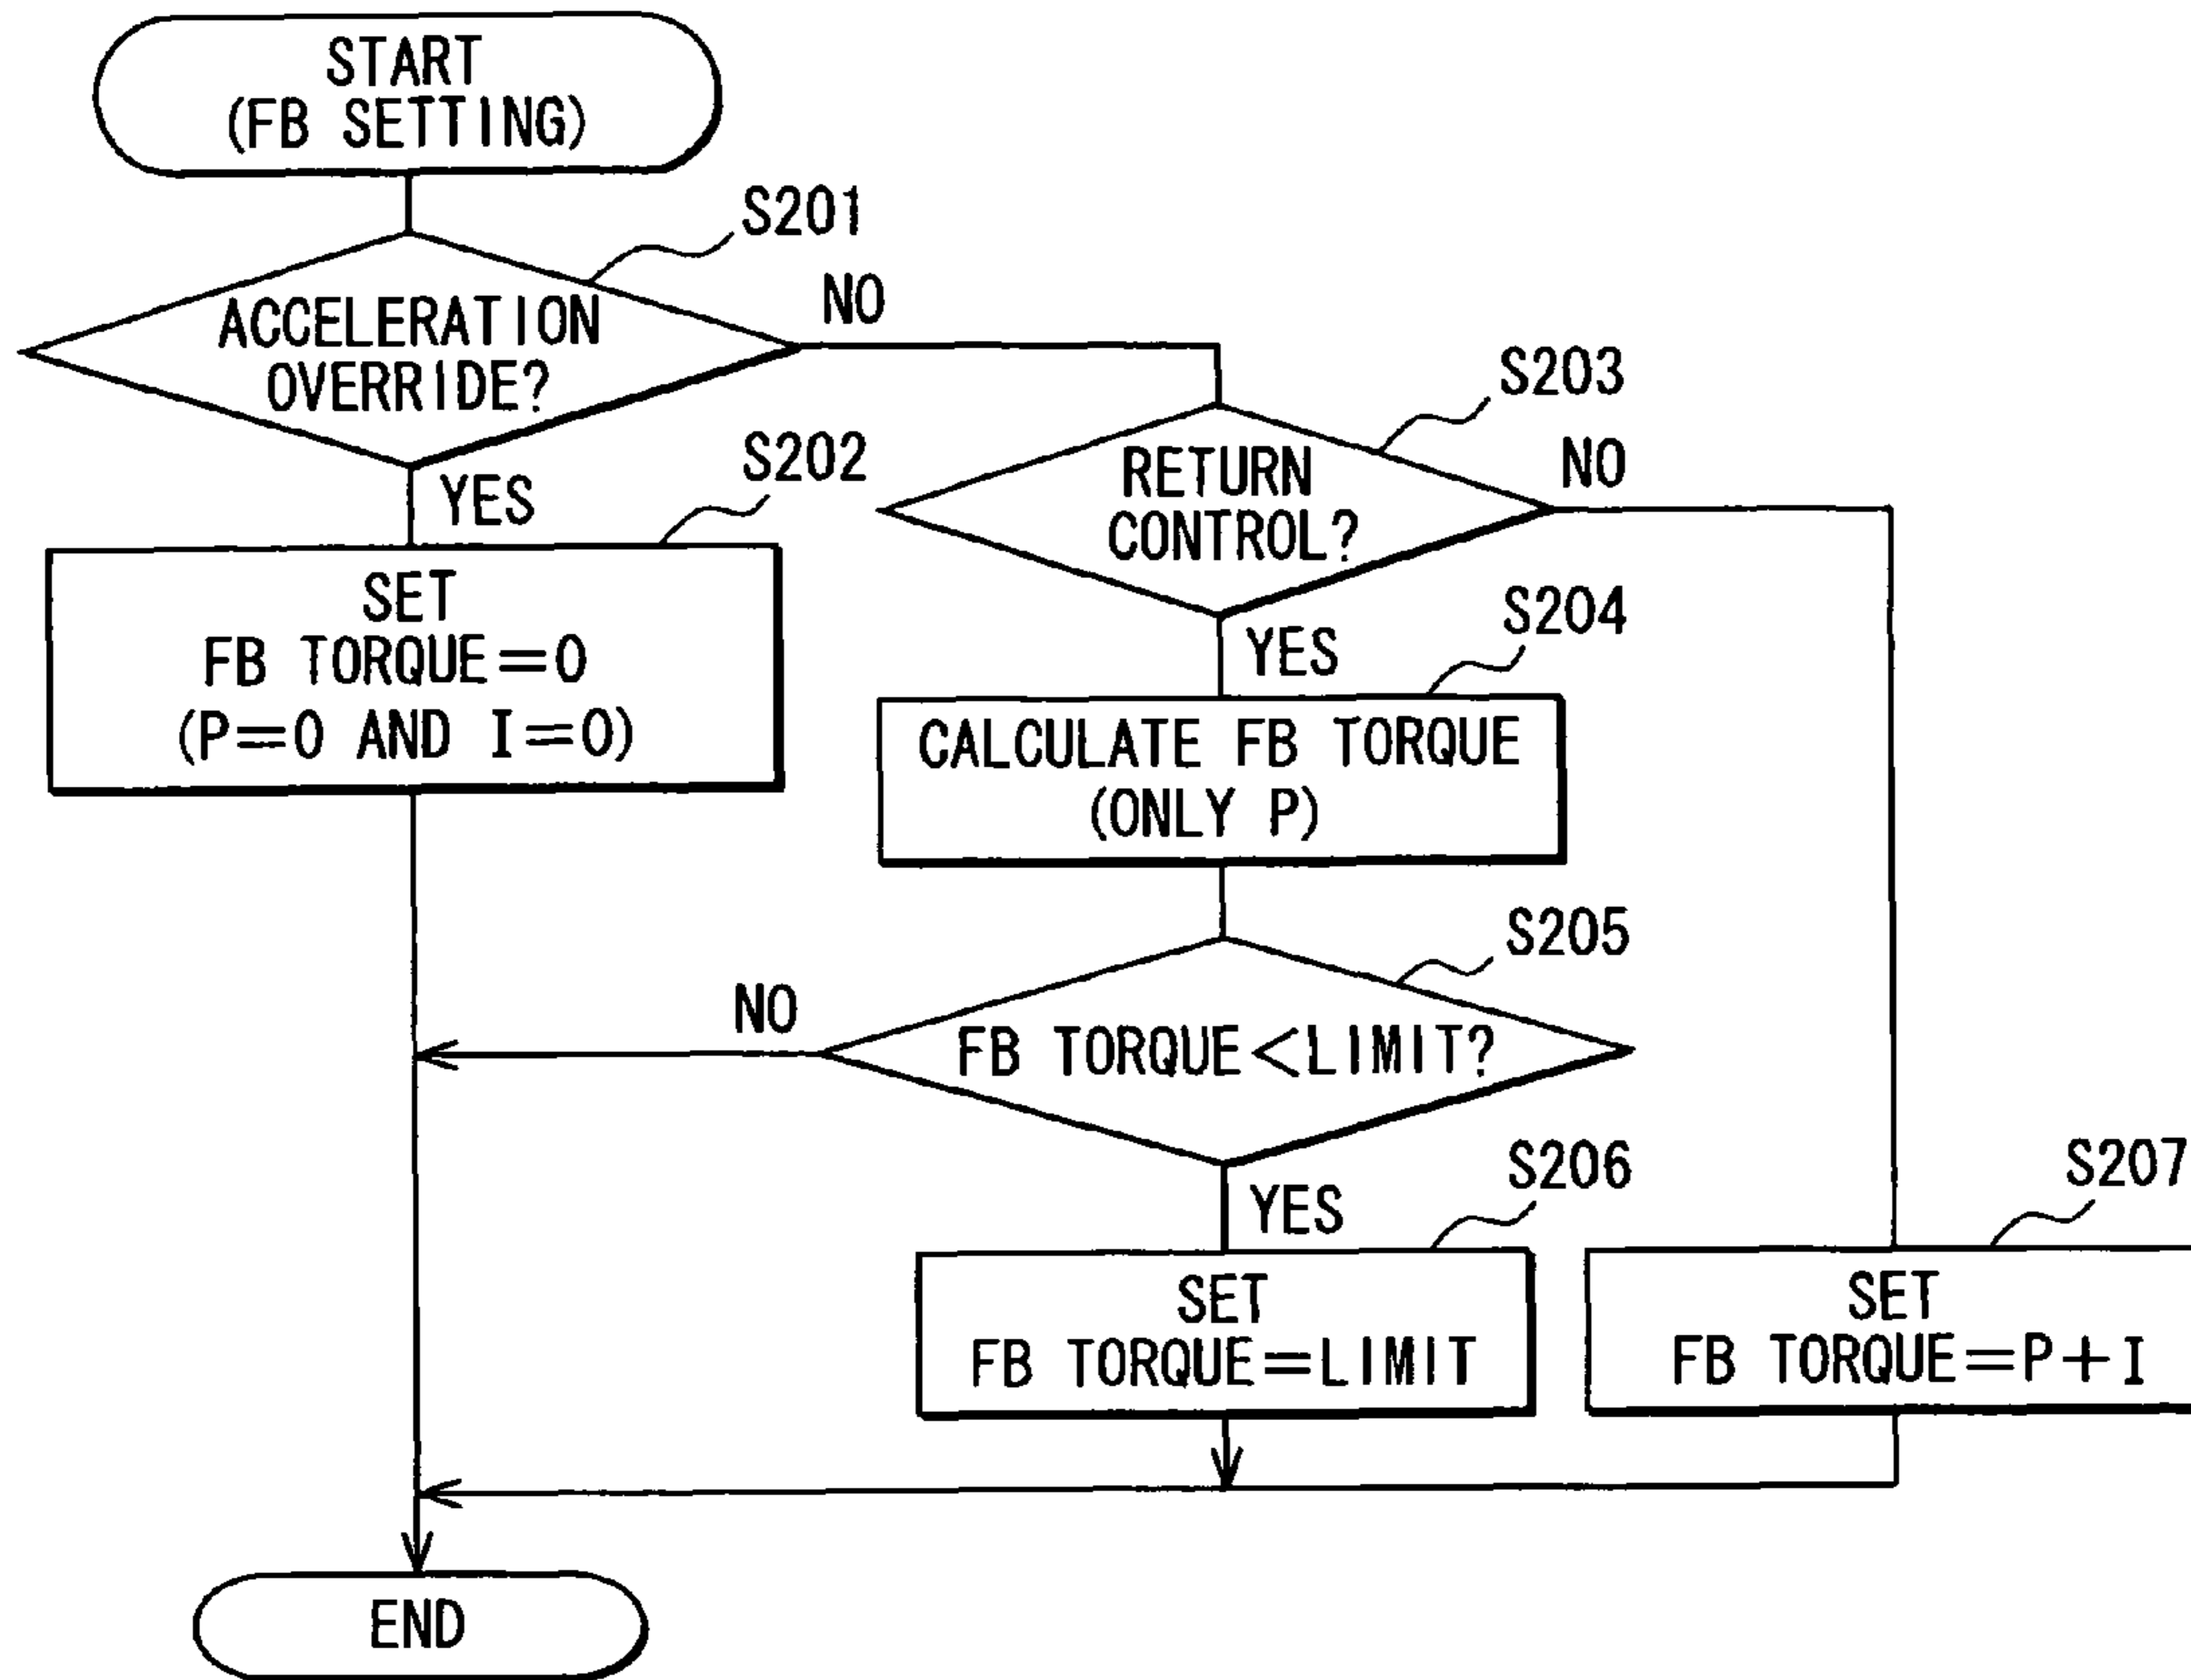 START
(FB SETTING)
S201
ACCELERATION
OVERRIDE?
NO
YES
S202
SET
FB TORQUE=0
(P=0 AND I=0)
S203
RETURN
CONTROL?
NO
YES
S204
CALCULATE FB TORQUE
(ONLY P)
S205
FB TORQUE<LIMIT?
NO
YES
S206
SET
FB TORQUE=LIMIT
S207
SET
FB TORQUE=P+I
END